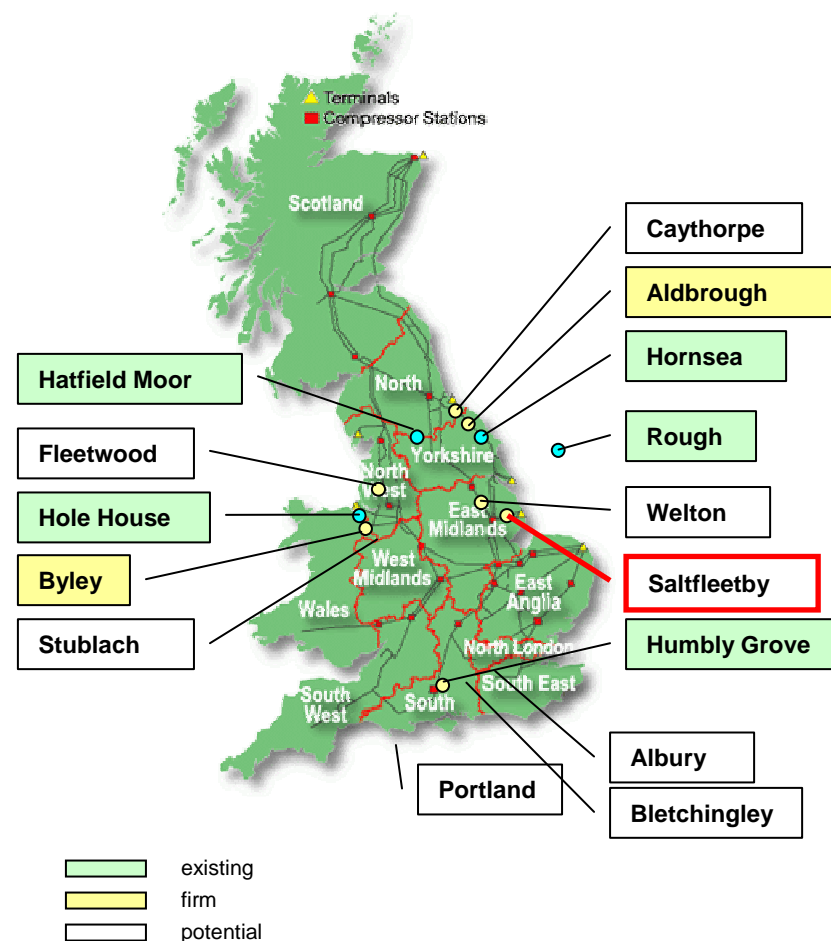 Terminals
Compressor Stations
Scotland
Caythorpe
Aldbrough
Hornsea
Hatfield Moor
North
Rough
Fleetwood
Yorkshire
North
West
Welton
Hole House
East
Midlands
Byley
West
Midlands
East
Anglia
Saltfleetby
Wales
Stublach
North London
Humbly Grove
South
West
South
South East
Albury
Portland
Bletchingley
existing
firm
potential